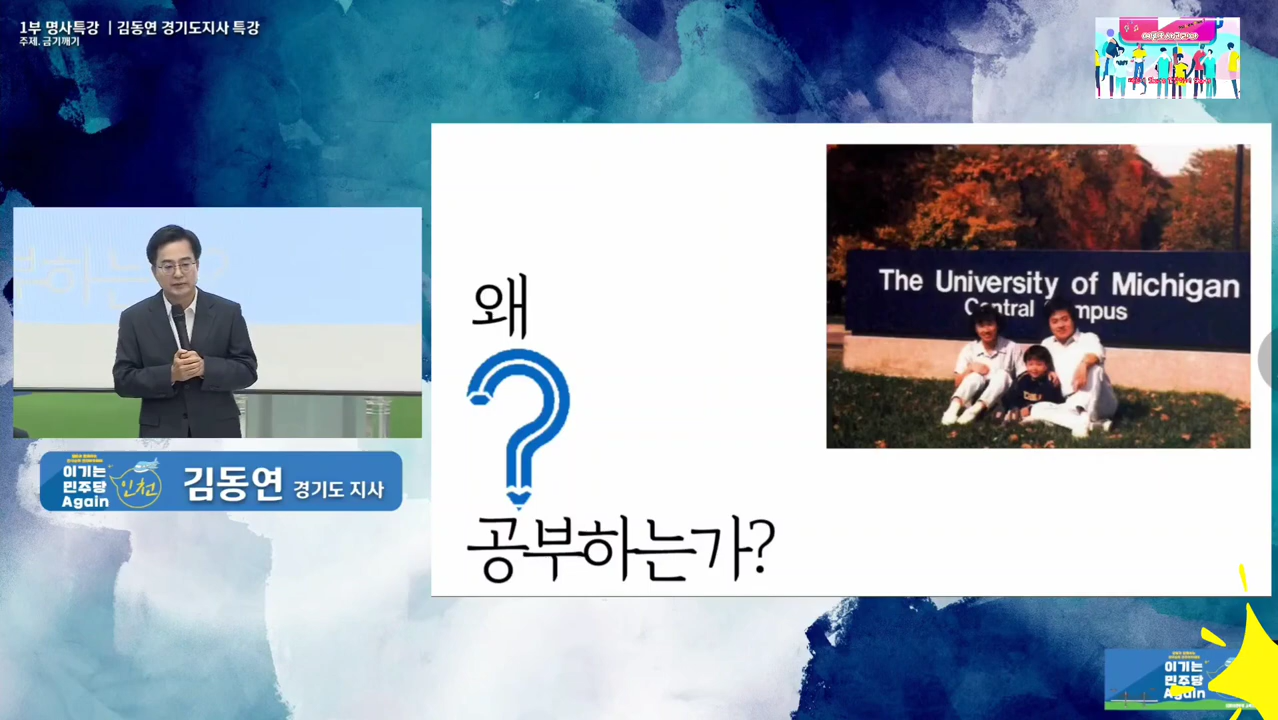 1부 명사특강 | 김동연 경기도지사 특강
주제. 금기깨기
왜
공부하는가?
The University of Michigan
Central Campus
부하는 ?
이기는
민주당
Again
인천
김동연 경기도 지사
이기는
민주당
Again